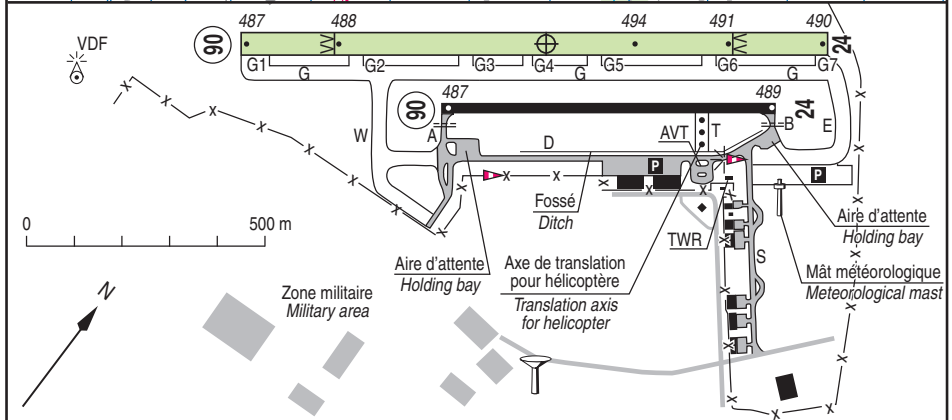 487
488
494
491
490
VDF
06
24
G1
G
G2
G3
G4
G
G5
G6
G
G7
487
489
06
24
W
A
D
AVT
T
B
E
P
P
Fossé
Ditch
TWR
S
0
500 m
Aire d'attente
Holding bay
Aire d'attente
Holding bay
Axe de translation
pour hélicoptère
Translation axis
for helicopter
Mât météorologique
Meteorological mast
Zone militaire
Military area
N